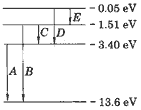 - 0.05 eV
E
- 1.51 eV
C
D
- 3.40 eV
A
B
- 13.6 eV